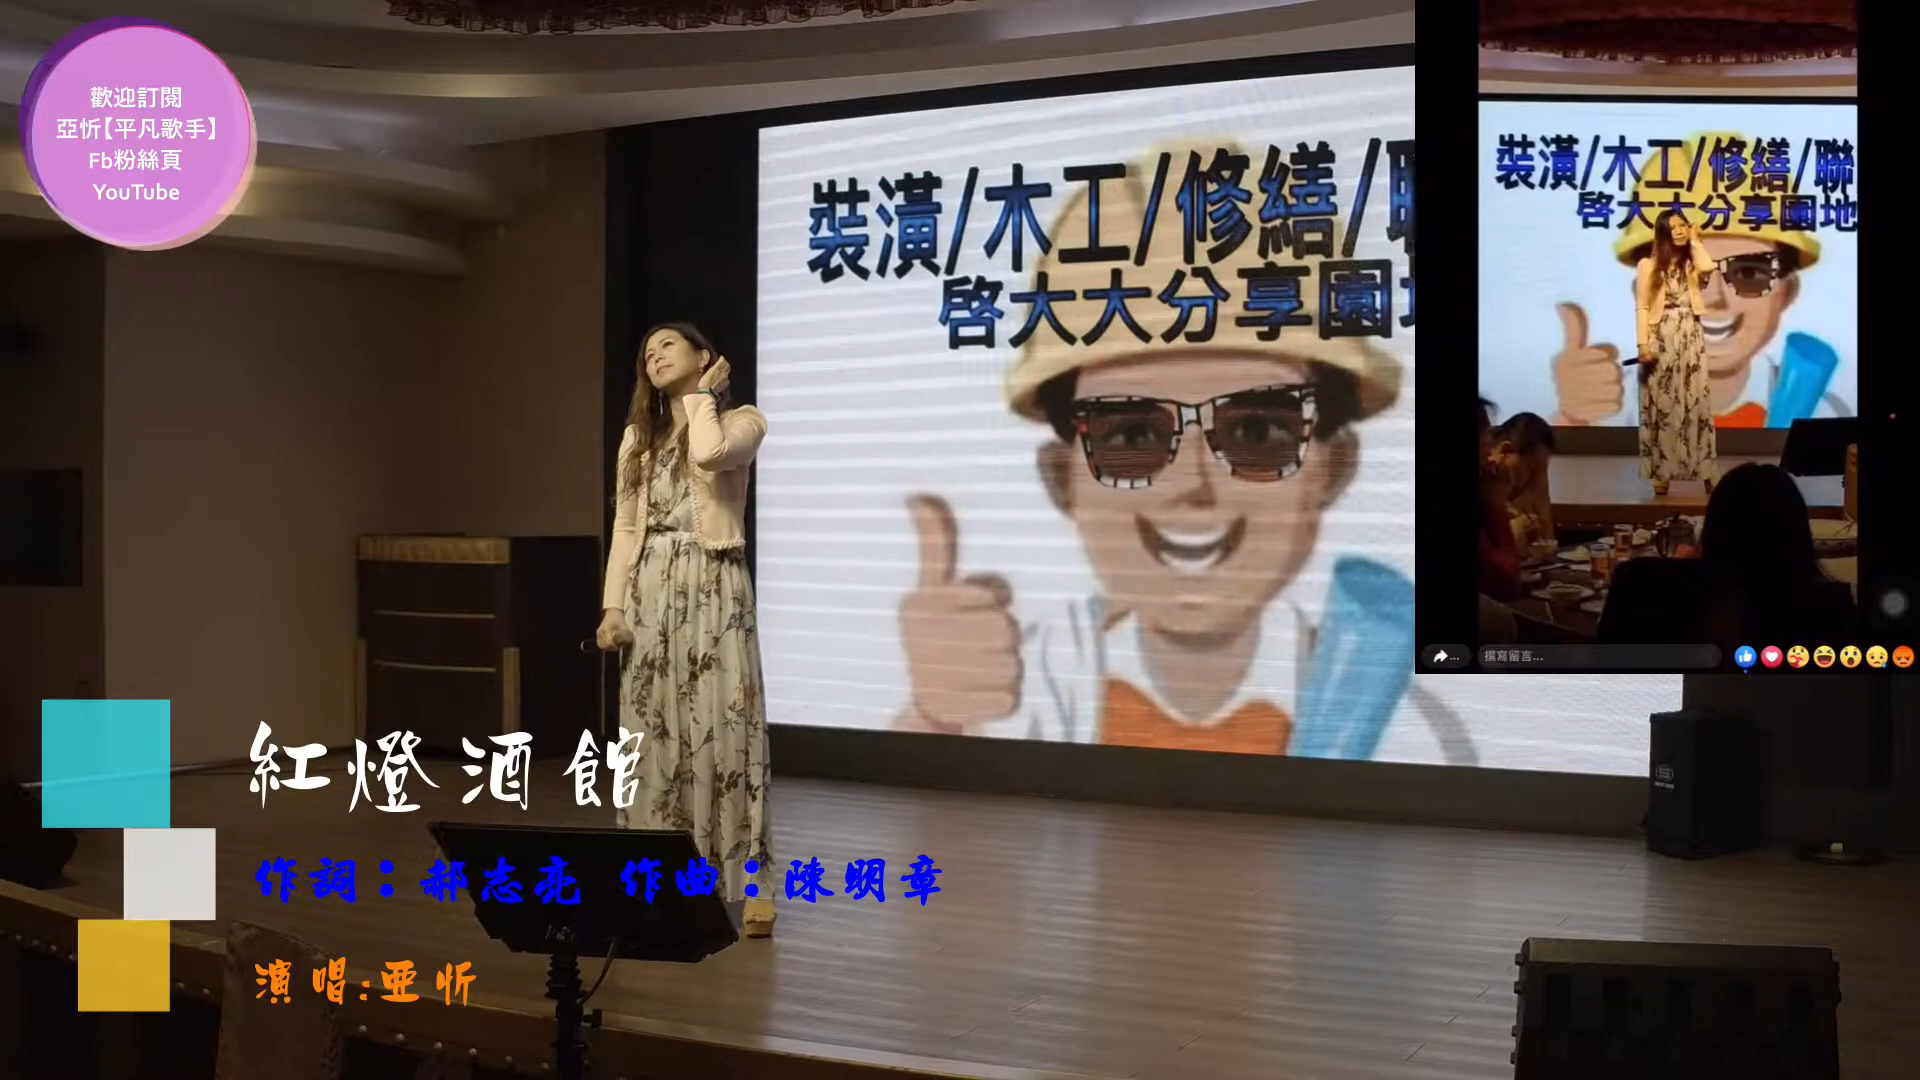 歡迎訂閱
亞忻【平凡歌手】
Fb粉絲頁
YouTube
裝潢/木工/修繕/
啓大大分享園
裝潢/木工/修繕/聯
啓大大分享園地
撰寫留言...
紅燈酒館
作詞：郝志亮 作曲：陳明章
演唱:亞忻